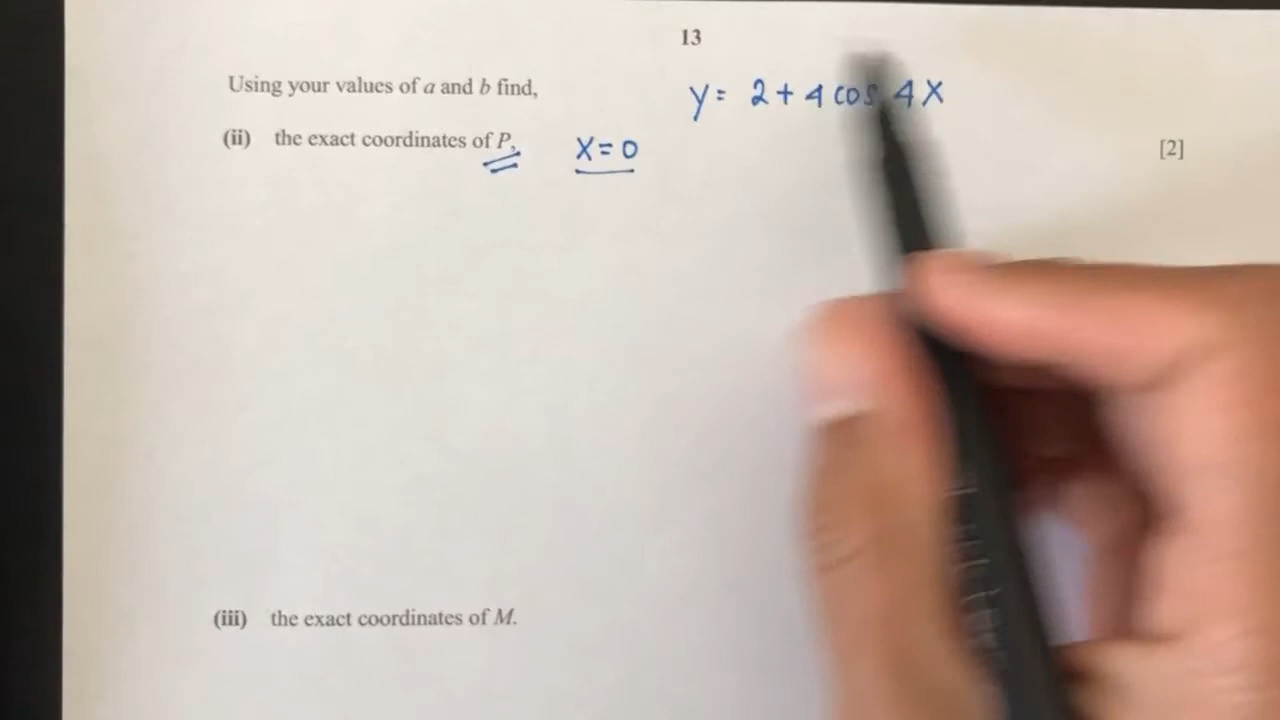 13
Using your values of a and b find,
y = 2 + 4 cos 4x
(ii) the exact coordinates of P, x = 0
[2]
(iii) the exact coordinates of M.